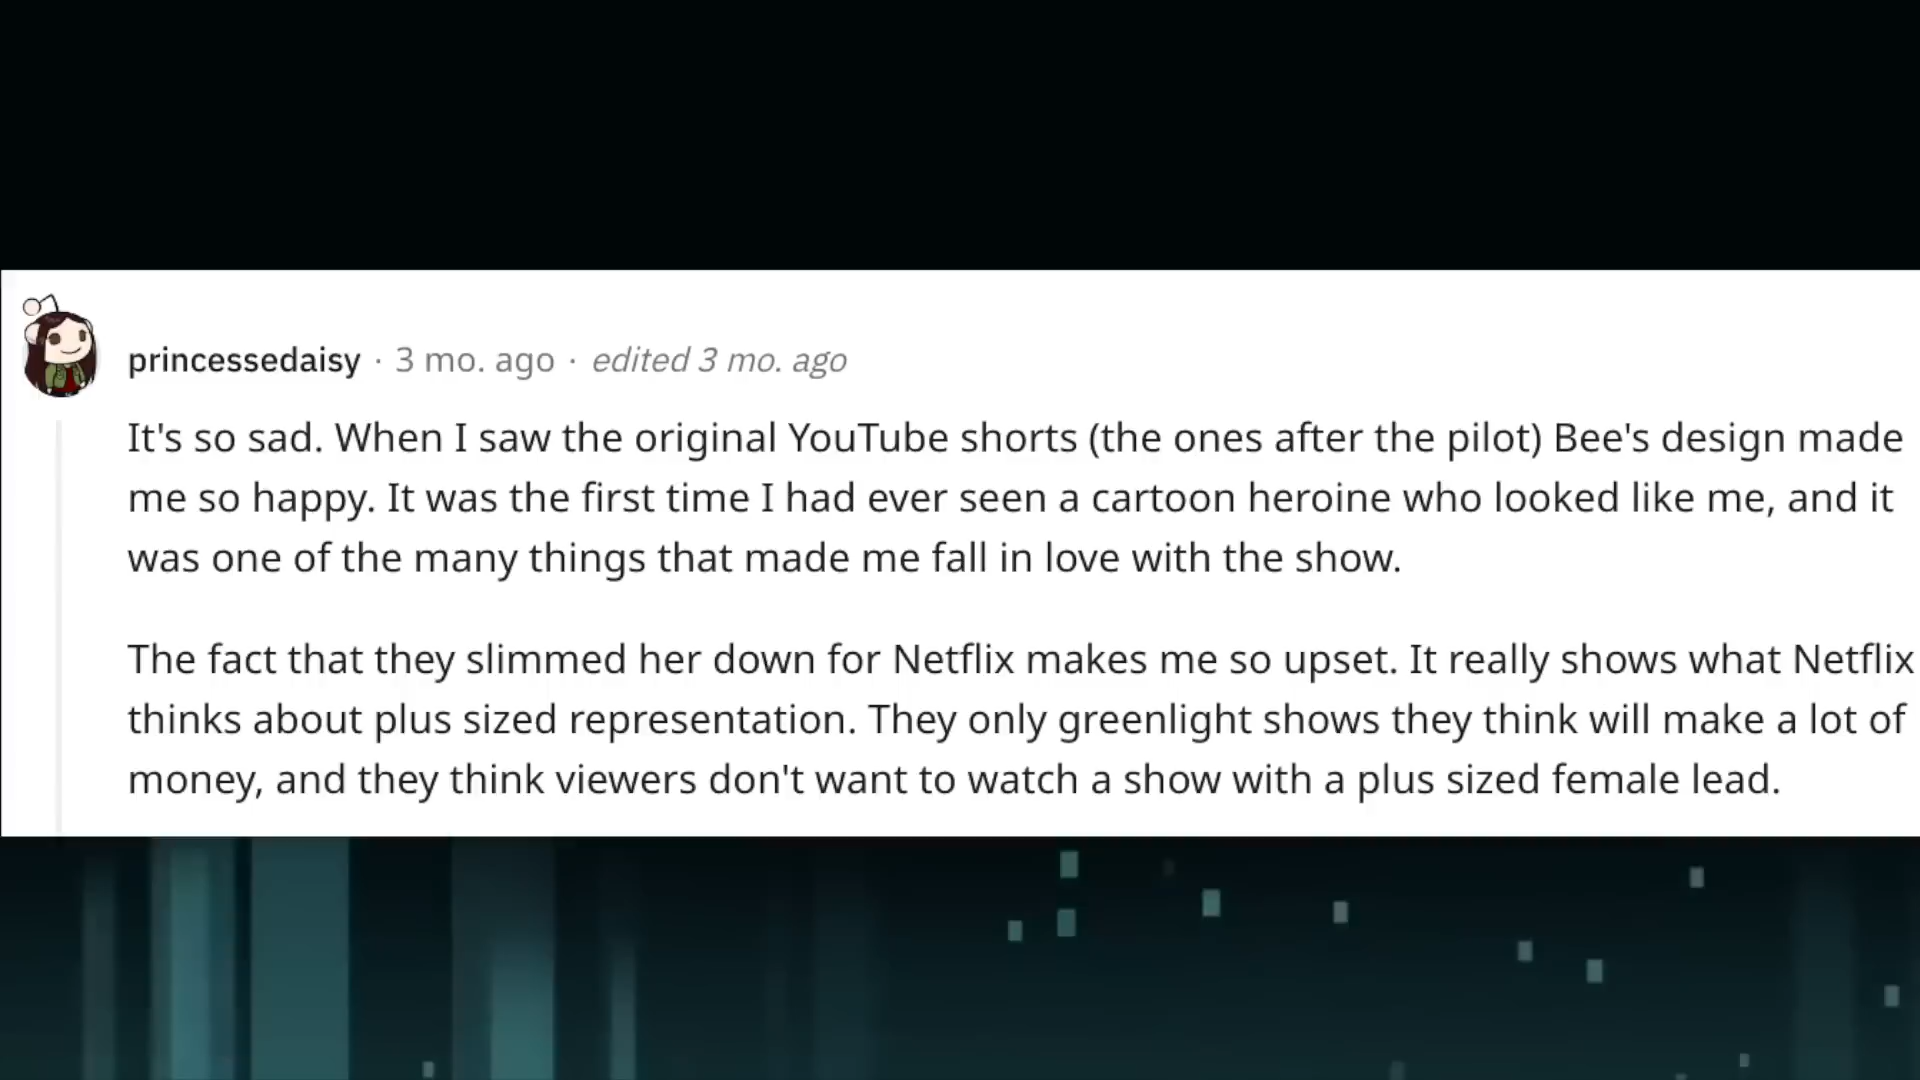 princessedaisy · 3 mo. ago · edited 3 mo. ago
It's so sad. When I saw the original YouTube shorts (the ones after the pilot) Bee's design made
me so happy. It was the first time I had ever seen a cartoon heroine who looked like me, and it
was one of the many things that made me fall in love with the show.
The fact that they slimmed her down for Netflix makes me so upset. It really shows what Netflix
thinks about plus sized representation. They only greenlight shows they think will make a lot of
money, and they think viewers don't want to watch a show with a plus sized female lead.